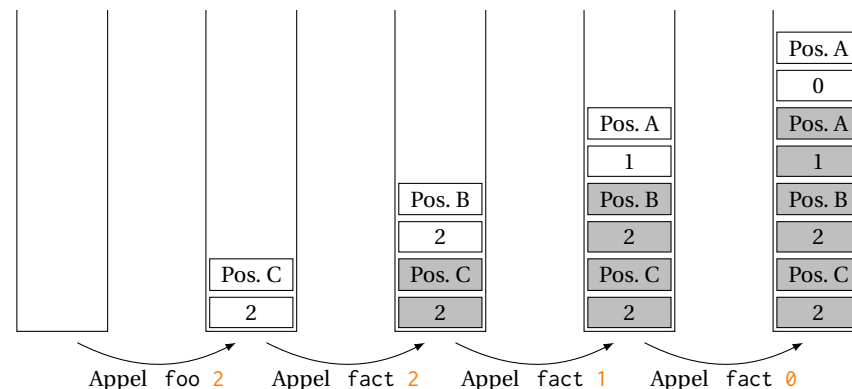 Pos. A
0
Pos. A Pos. A
1 1
Pos. B Pos. B Pos. B
2 2 2
Pos. C Pos. C Pos. C Pos. C
2 2 2 2
Appel foo 2 Appel fact 2 Appel fact 1 Appel fact 0